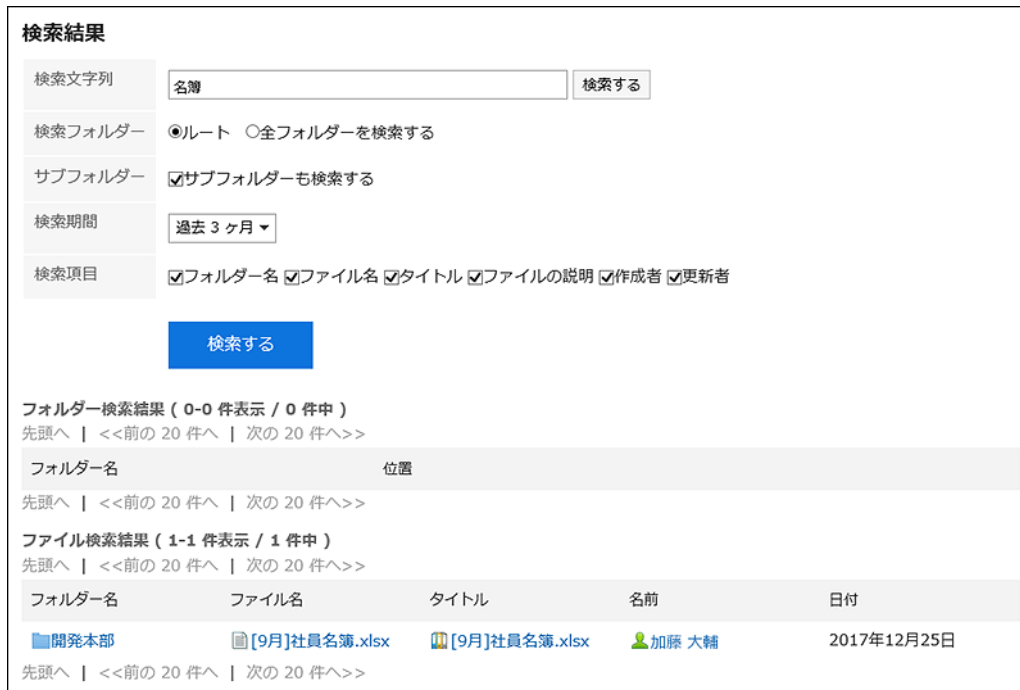 検索結果
検索文字列 名簿 検索する
検索フォルダー ルート 全フォルダーを検索する
サブフォルダー サブフォルダーも検索する
検索期間 過去 3 ヶ月
検索項目 フォルダー名 ファイル名 タイトル ファイルの説明 作成者 更新者
検索する
フォルダー検索結果 ( 0-0 件表示 / 0 件中 )
先頭へ | <<前の 20 件へ | 次の 20 件へ>>
フォルダー名 位置
先頭へ | <<前の 20 件へ | 次の 20 件へ>>
ファイル検索結果 ( 1-1 件表示 / 1 件中 )
先頭へ | <<前の 20 件へ | 次の 20 件へ>>
フォルダー名 ファイル名 タイトル 名前 日付
開発本部 [9月]社員名簿.xlsx [9月]社員名簿.xlsx 加藤 大輔 2017年12月25日
先頭へ | <<前の 20 件へ | 次の 20 件へ>>